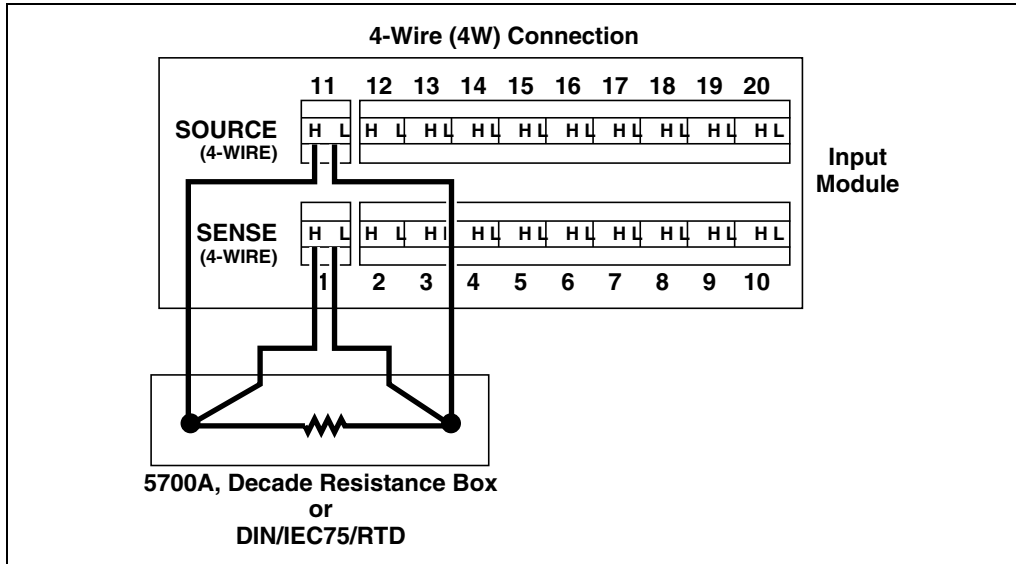 4-Wire (4W) Connection
11 12 13 14 15 16 17 18 19 20
SOURCE
(4-WIRE)
H L H L H L H L H L H L H L H L H L H L
Input
Module
SENSE
(4-WIRE)
H L H L H L H L H L H L H L H L H L H L
1 2 3 4 5 6 7 8 9 10
5700A, Decade Resistance Box
or
DIN/IEC75/RTD